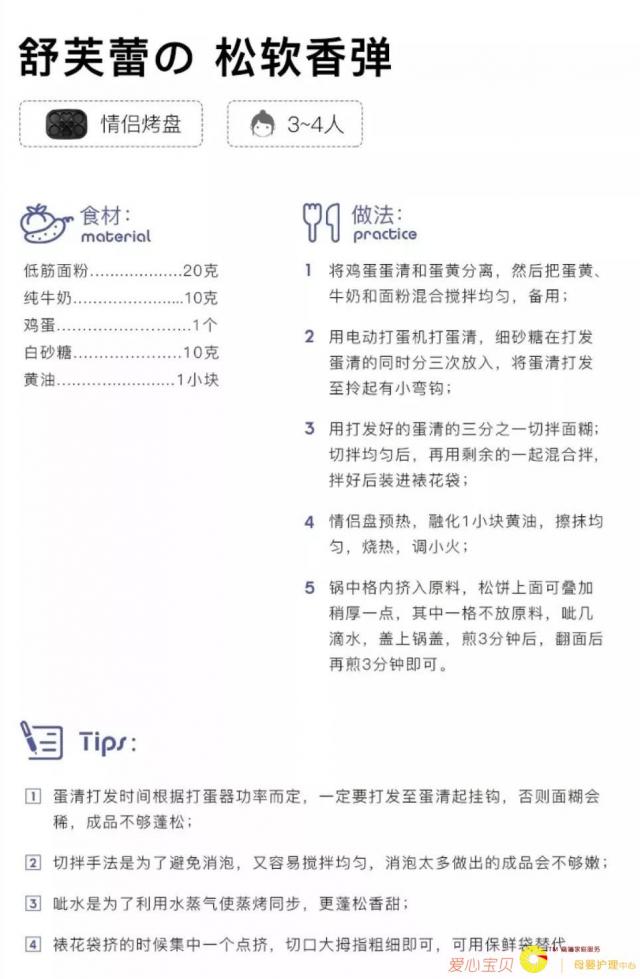 舒芙蕾の 松软香弹
情侣烤盘
3~4人
食材:
material
低筋面粉...................20克
纯牛奶......................10克
鸡蛋...........................1个
白砂糖......................10克
黄油.......................1小块
做法:
practice
1 将鸡蛋蛋清和蛋黄分离，然后把蛋黄、
牛奶和面粉混合搅拌均匀，备用；
2 用电动打蛋机打蛋清，细砂糖在打发
蛋清的同时分三次放入，将蛋清打发
至拎起有小弯钩；
3 用打发好的蛋清的三分之一切拌面糊；
切拌均匀后，再用剩余的一起混合拌，
拌好后装进裱花袋；
4 情侣盘预热，融化1小块黄油，擦抹均
匀，烧热，调小火；
5 锅中格内挤入原料，松饼上面可叠加
稍厚一点，其中一格不放原料，呲几
滴水，盖上锅盖，煎3分钟后，翻面后
再煎3分钟即可。
Tips:
1 蛋清打发时间根据打蛋器功率而定，一定要打发至蛋清起挂钩，否则面糊会
稀，成品不够蓬松；
2 切拌手法是为了避免消泡，又容易搅拌均匀，消泡太多做出的成品会不够嫩；
3 呲水是为了利用水蒸气使蒸烤同步，更蓬松香甜；
4 裱花袋挤的时候集中一个点挤，切口大拇指粗细即可，可用保鲜袋替代
爱心宝贝
母婴护理中心